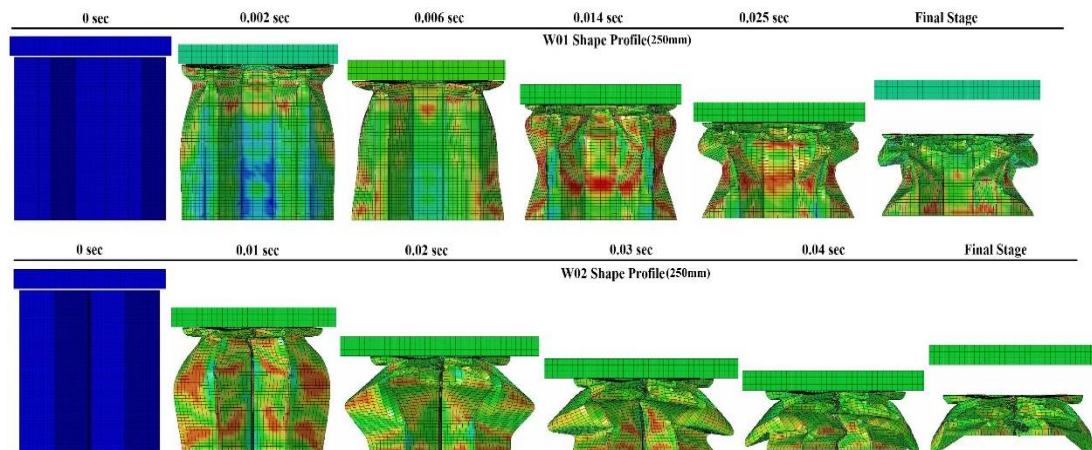 0 sec 0.002 sec 0.006 sec 0.014 sec 0.025 sec Final Stage
W01 Shape Profile(250mm)
0 sec 0.01 sec 0.02 sec 0.03 sec 0.04 sec Final Stage
W02 Shape Profile(250mm)